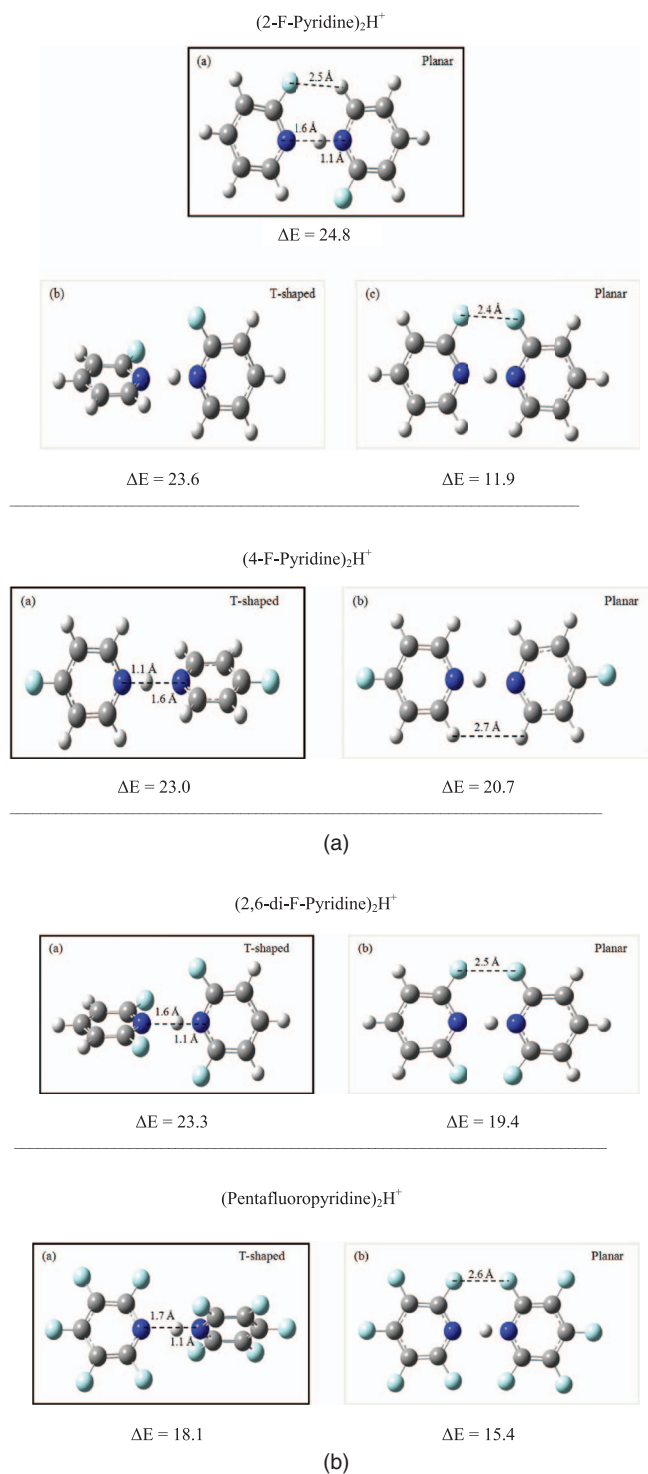 (2-F-Pyridine)₂H⁺
(a) Planar
2.5 Å
1.6 Å
1.1 Å
ΔE = 24.8
(b) T-shaped
(c) Planar
2.4 Å
ΔE = 23.6
ΔE = 11.9
(4-F-Pyridine)₂H⁺
(a) T-shaped
1.1 Å
1.6 Å
(b) Planar
2.7 Å
ΔE = 23.0
ΔE = 20.7
(a)
(2,6-di-F-Pyridine)₂H⁺
(a) T-shaped
1.6 Å
1.1 Å
(b) Planar
2.5 Å
ΔE = 23.3
ΔE = 19.4
(Pentafluoropyridine)₂H⁺
(a) T-shaped
1.7 Å
1.1 Å
(b) Planar
2.6 Å
ΔE = 18.1
ΔE = 15.4
(b)